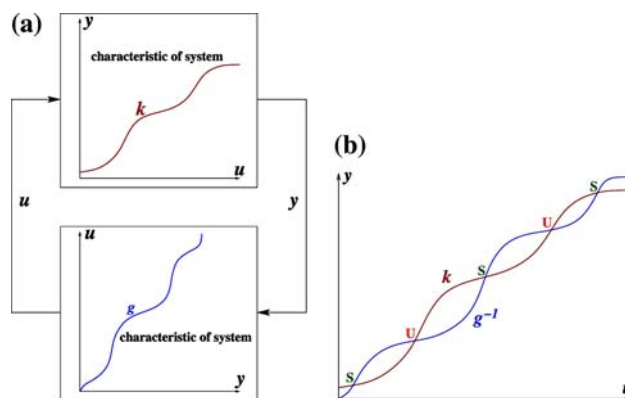 (a)
y
characteristic of system
k
u
u
y
u
g
characteristic of system
y
(b)
y
S
U
k
S
g⁻¹
U
S